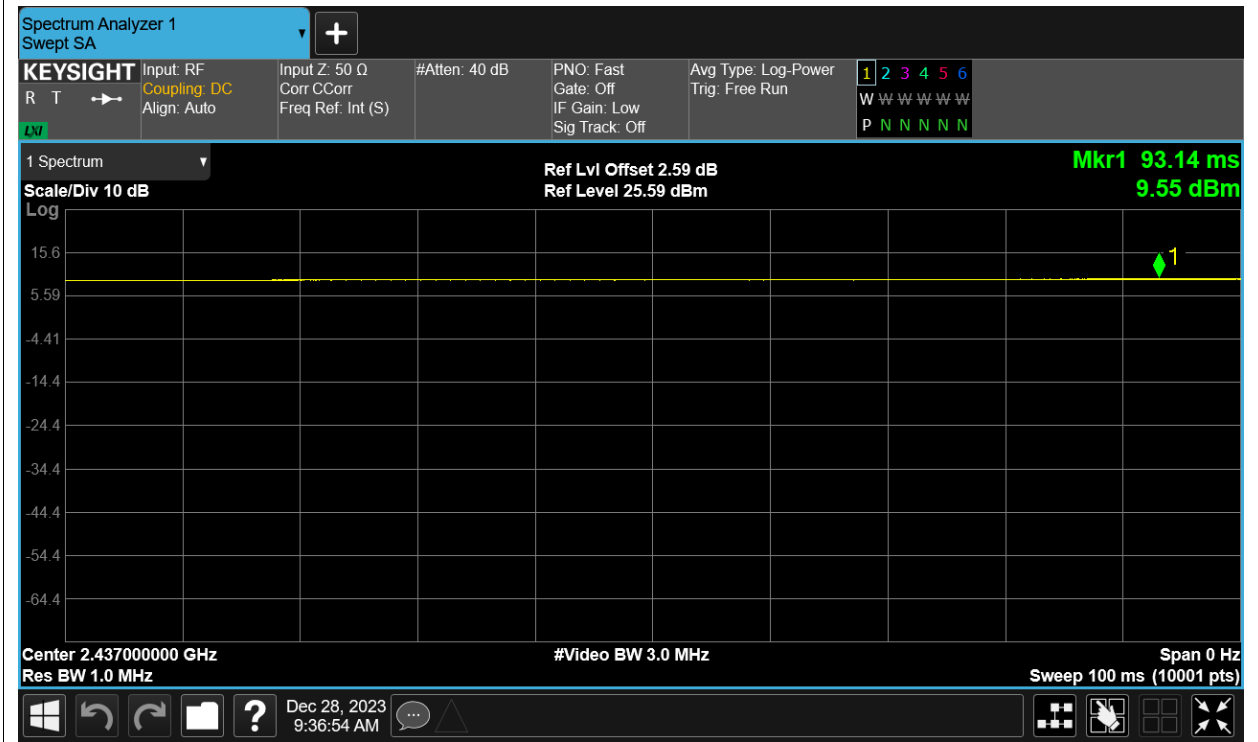 Spectrum Analyzer 1
Swept SA
KEYSIGHT
R T
LXI
Input: RF
Coupling: DC
Align: Auto
Input Z: 50 Ω
Corr CCorr
Freq Ref: Int (S)
#Atten: 40 dB
PNO: Fast
Gate: Off
IF Gain: Low
Sig Track: Off
Avg Type: Log-Power
Trig: Free Run
1 2 3 4 5 6
W W W W W W
P N N N N N
1 Spectrum
Scale/Div 10 dB
Log
Ref Lvl Offset 2.59 dB
Ref Level 25.59 dBm
Mkr1 93.14 ms
9.55 dBm
15.6
1
5.59
-4.41
-14.4
-24.4
-34.4
-44.4
-54.4
-64.4
Center 2.437000000 GHz
Res BW 1.0 MHz
#Video BW 3.0 MHz
Span 0 Hz
Sweep 100 ms (10001 pts)
?
Dec 28, 2023
9:36:54 AM